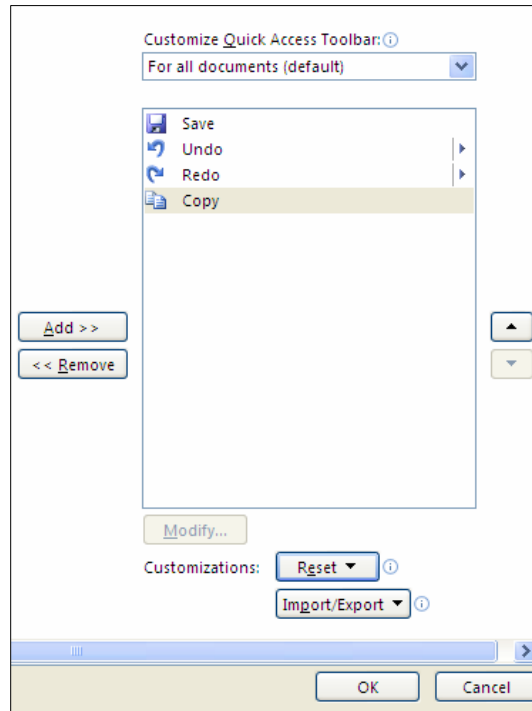 Customize Quick Access Toolbar:
For all documents (default)
Save
Undo
Redo
Copy
Add >>
<< Remove
Modify...
Customizations: Reset
Import/Export
OK Cancel